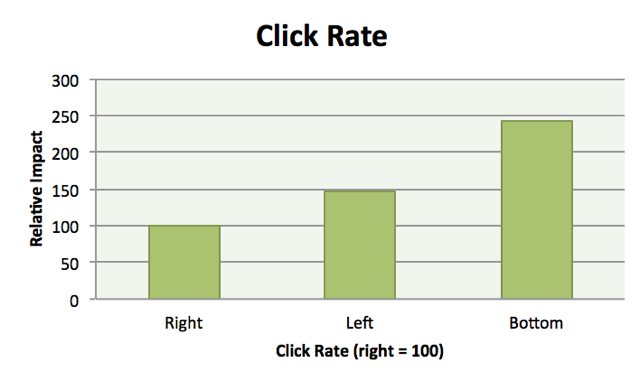 Click Rate
Relative Impact
300
250
200
150
100
50
0
Right Left Bottom
Click Rate (right = 100)